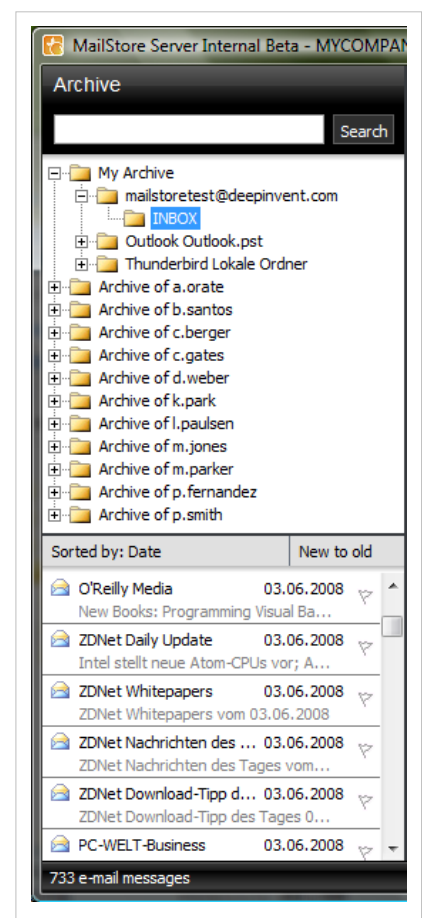 MailStore Server Internal Beta - MYCOMPAN
Archive
Search
My Archive
mailstoretest@deepinvent.com
INBOX
Outlook Outlook.pst
Thunderbird Lokale Ordner
Archive of a.orate
Archive of b.santos
Archive of c.berger
Archive of c.gates
Archive of d.weber
Archive of k.park
Archive of l.paulsen
Archive of m.jones
Archive of m.parker
Archive of p.fernandez
Archive of p.smith
Sorted by: Date New to old
O'Reilly Media 03.06.2008
New Books: Programming Visual Ba...
ZDNet Daily Update 03.06.2008
Intel stellt neue Atom-CPUs vor; A...
ZDNet Whitepapers 03.06.2008
ZDNet Whitepapers vom 03.06.2008
ZDNet Nachrichten des ... 03.06.2008
ZDNet Nachrichten des Tages vom...
ZDNet Download-Tipp d... 03.06.2008
ZDNet Download-Tipp des Tages 0...
PC-WELT-Business 03.06.2008
733 e-mail messages